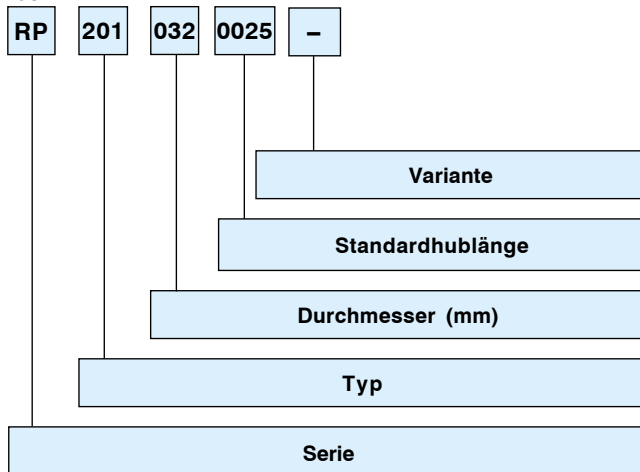 RP 201 032 0025 –
Variante
Standardhublänge
Durchmesser (mm)
Typ
Serie